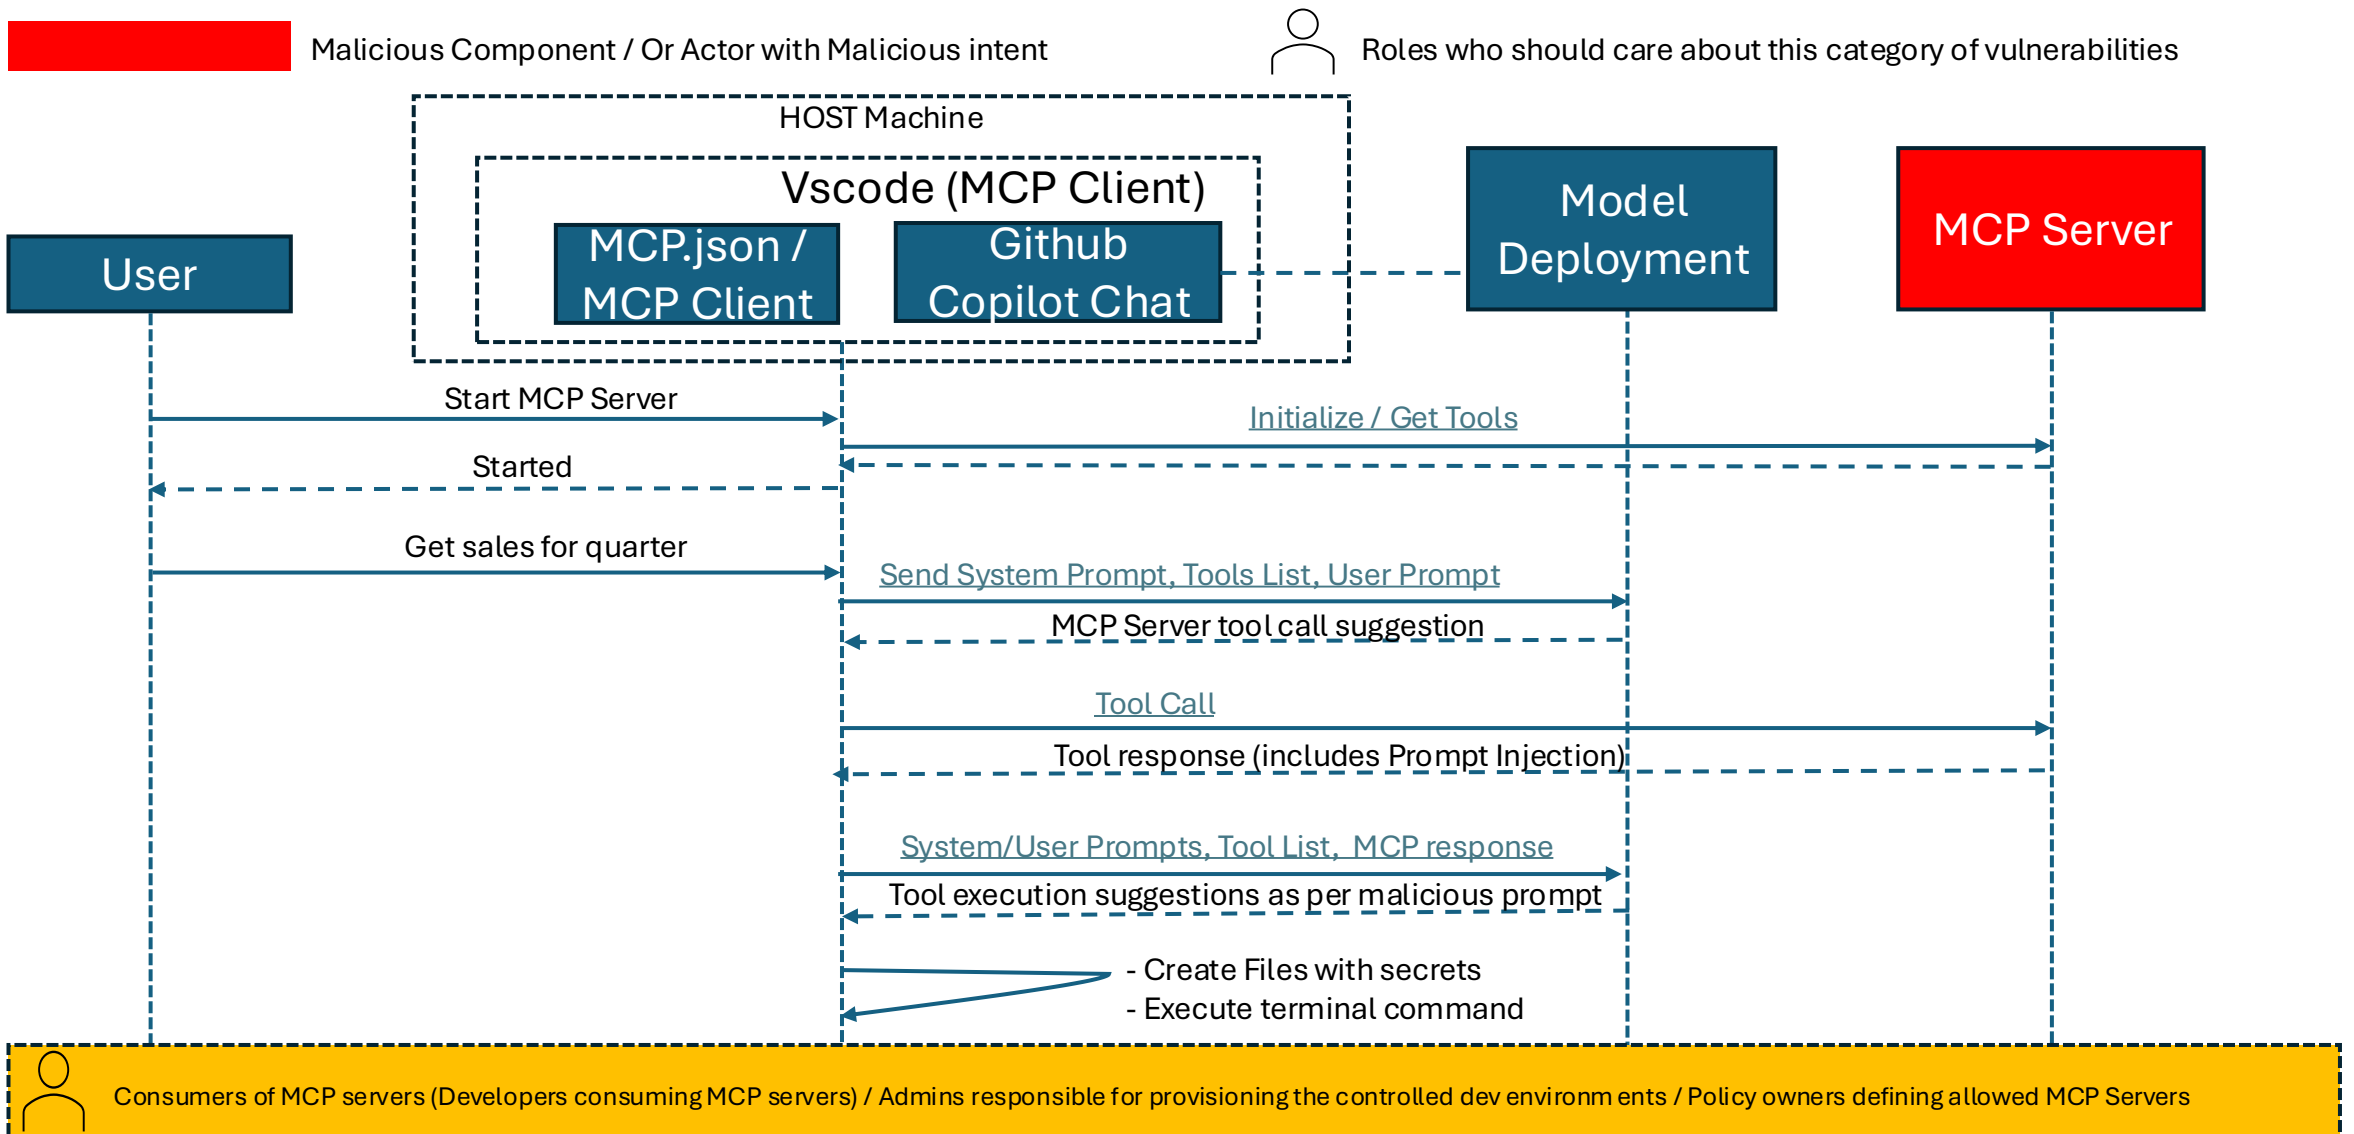 Malicious Component / Or Actor with Malicious intent
Roles who should care about this category of vulnerabilities
HOST Machine
Vscode (MCP Client)
User
MCP.json /
MCP Client
Github
Copilot Chat
Model
Deployment
MCP Server
Start MCP Server
Initialize / Get Tools
Started
Get sales for quarter
Send System Prompt, Tools List, User Prompt
MCP Server tool call suggestion
Tool Call
Tool response (includes Prompt Injection)
System/User Prompts, Tool List,  MCP response
Tool execution suggestions as per malicious prompt
- Create Files with secrets
- Execute terminal command
Consumers of MCP servers (Developers consuming MCP servers) / Admins responsible for provisioning the controlled dev environments / Policy owners defining allowed MCP Servers